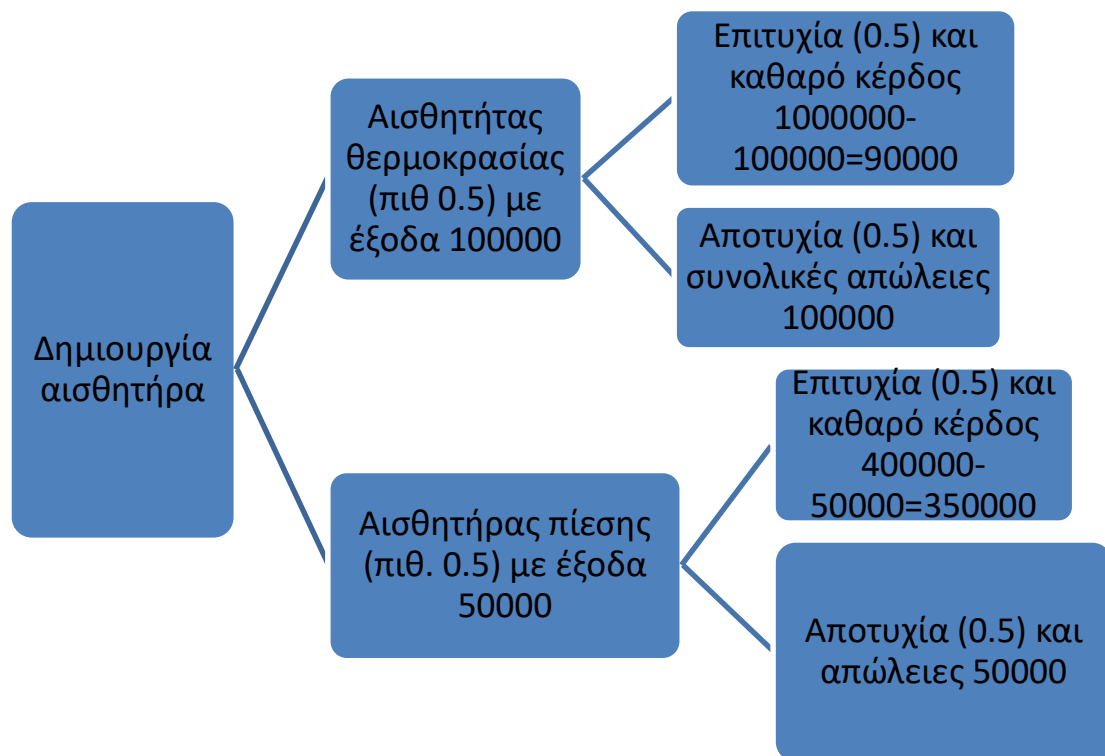 Δημιουργία
αισθητήρα
Αισθητήτας
θερμοκρασίας
(πιθ 0.5) με
έξοδα 100000
Επιτυχία (0.5) και
καθαρό κέρδος
1000000-
100000=90000
Αποτυχία (0.5) και
συνολικές απώλειες
100000
Αισθητήρας πίεσης
(πιθ. 0.5) με έξοδα
50000
Επιτυχία (0.5) και
καθαρό κέρδος
400000-
50000=350000
Αποτυχία (0.5) και
απώλειες 50000